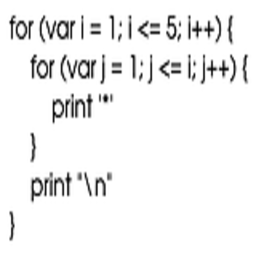 for (var i = 1; i <= 5; i++) {
for (var j = 1; j <= i; j++) {
print "*"
}
print "\n"
}